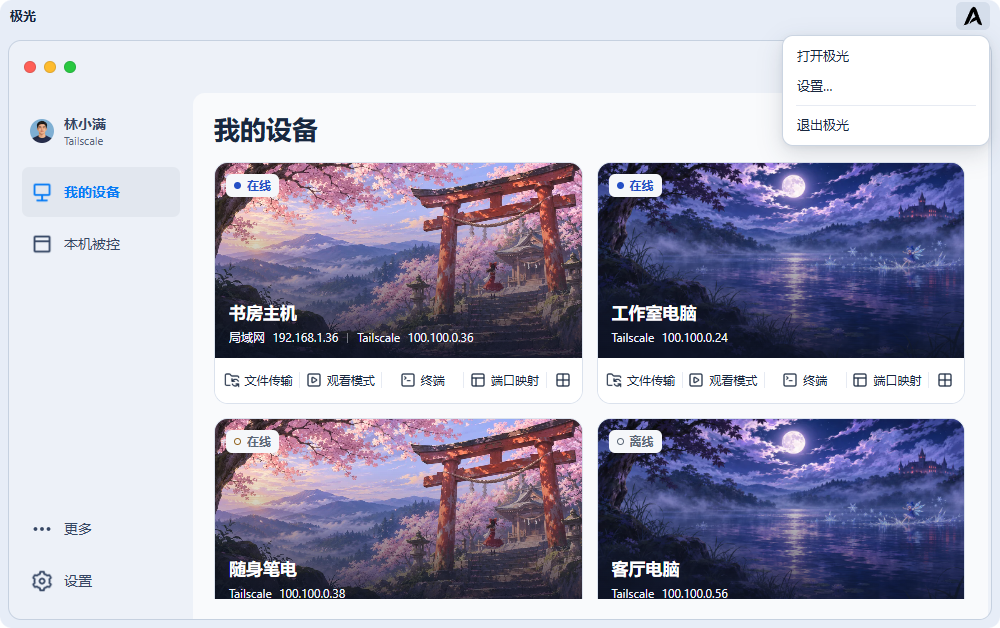 极光
打开极光
设置...
退出极光
林小满
Tailscale
我的设备
本机被控
更多
设置
我的设备
在线
书房主机
局域网 192.168.1.36 | Tailscale 100.100.0.36
文件传输 观看模式 终端 端口映射
在线
工作室电脑
Tailscale 100.100.0.24
文件传输 观看模式 终端 端口映射
在线
随身笔电
Tailscale 100.100.0.38
离线
客厅电脑
Tailscale 100.100.0.56